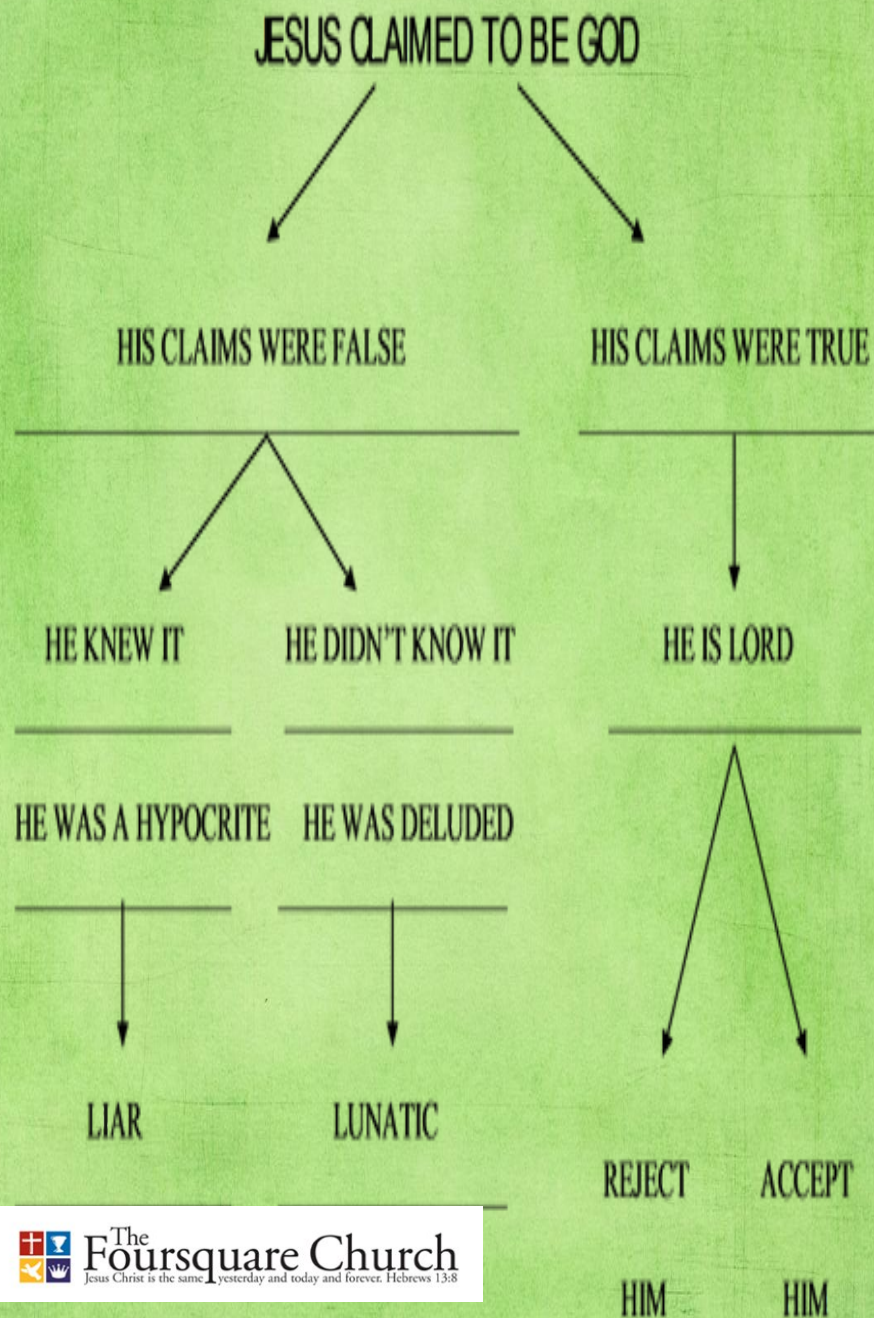 JESUS CLAIMED TO BE GOD
HIS CLAIMS WERE FALSE
HIS CLAIMS WERE TRUE
HE KNEW IT
HE DIDN'T KNOW IT
HE IS LORD
HE WAS A HYPOCRITE
HE WAS DELUDED
LIAR
LUNATIC
REJECT
HIM
ACCEPT
HIM
The
Foursquare Church
Jesus Christ is the same yesterday and today and forever. Hebrews 13:8